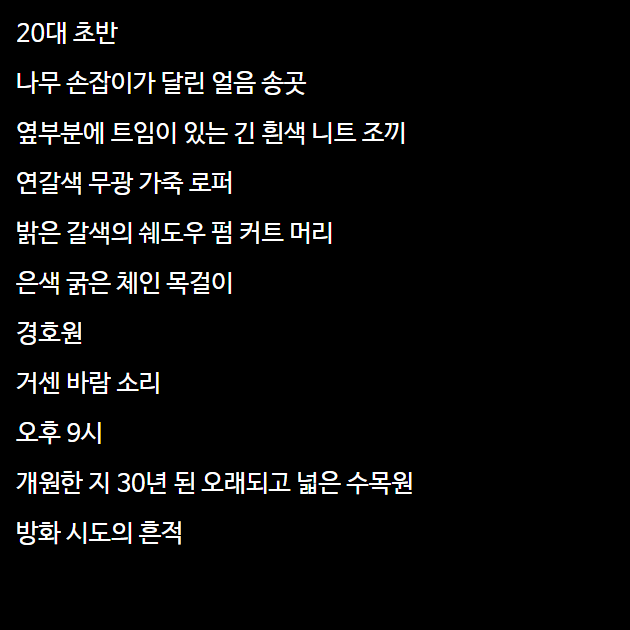 20대 초반
나무 손잡이가 달린 얼음 송곳
옆부분에 트임이 있는 긴 흰색 니트 조끼
연갈색 무광 가죽 로퍼
밝은 갈색의 쉐도우 펌 커트 머리
은색 굵은 체인 목걸이
경호원
거센 바람 소리
오후 9시
개원한 지 30년 된 오래되고 넓은 수목원
방화 시도의 흔적